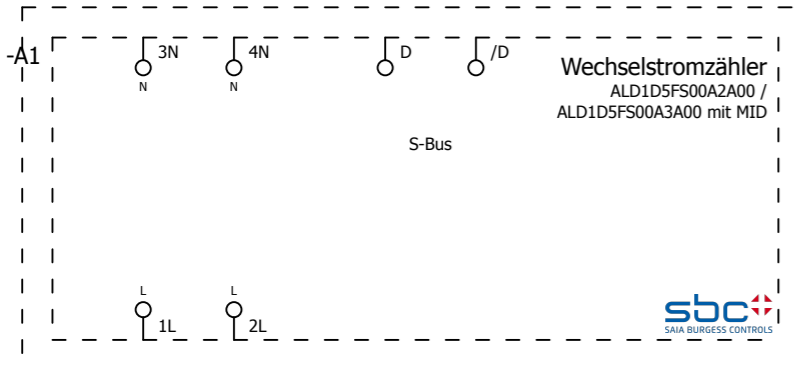 -A1
3N
4N
D
/D
N
N
Wechselstromzähler
ALD1D5FS00A2A00 /
ALD1D5FS00A3A00 mit MID
S-Bus
L
L
1L
2L
sbc
SAIA BURGESS CONTROLS